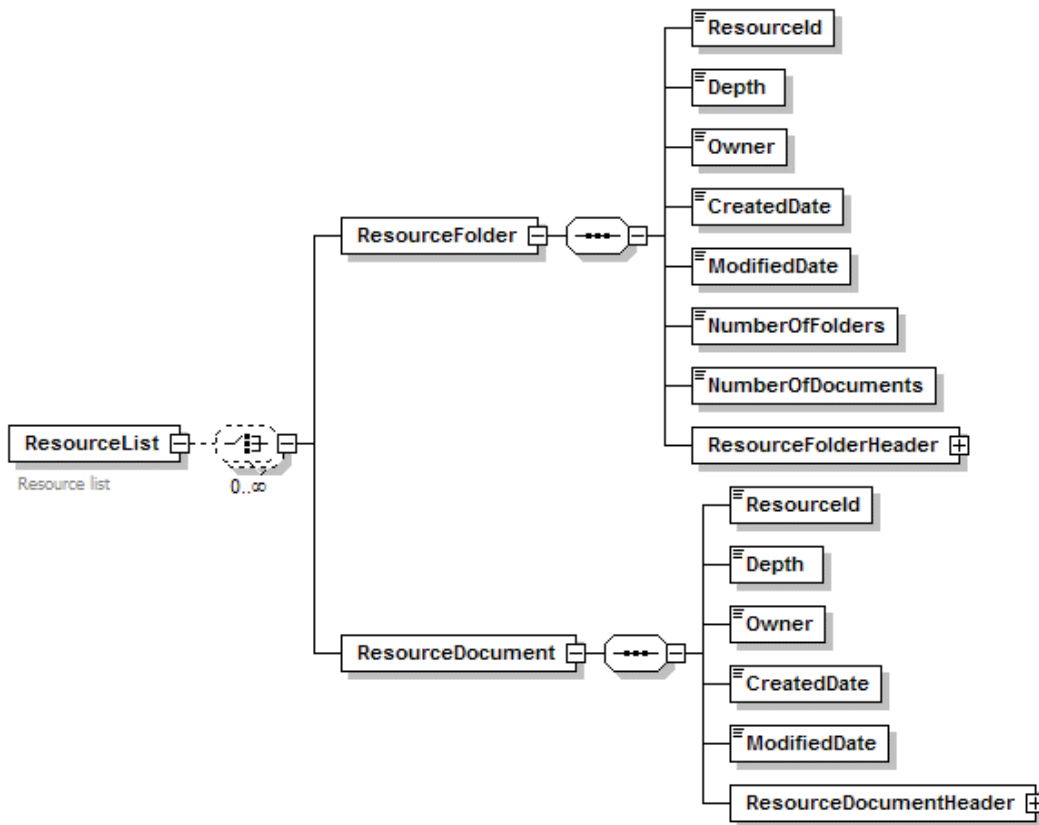 ResourceId
Depth
Owner
CreatedDate
ResourceFolder
ModifiedDate
NumberOfFolders
NumberOfDocuments
ResourceList
ResourceFolderHeader
Resource list
0..∞
ResourceId
Depth
Owner
ResourceDocument
CreatedDate
ModifiedDate
ResourceDocumentHeader